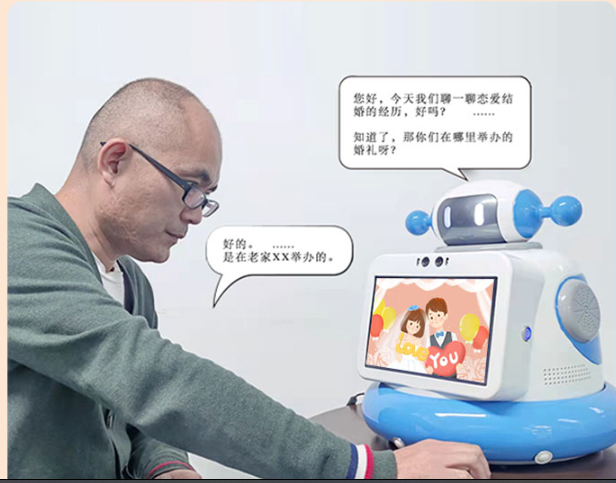 您好，今天我们聊一聊恋爱结
婚的经历，好吗？ ……
知道了，那你们在哪里举办的
婚礼呀？
好的。 ……
是在老家XX举办的。
LOVE
YOU